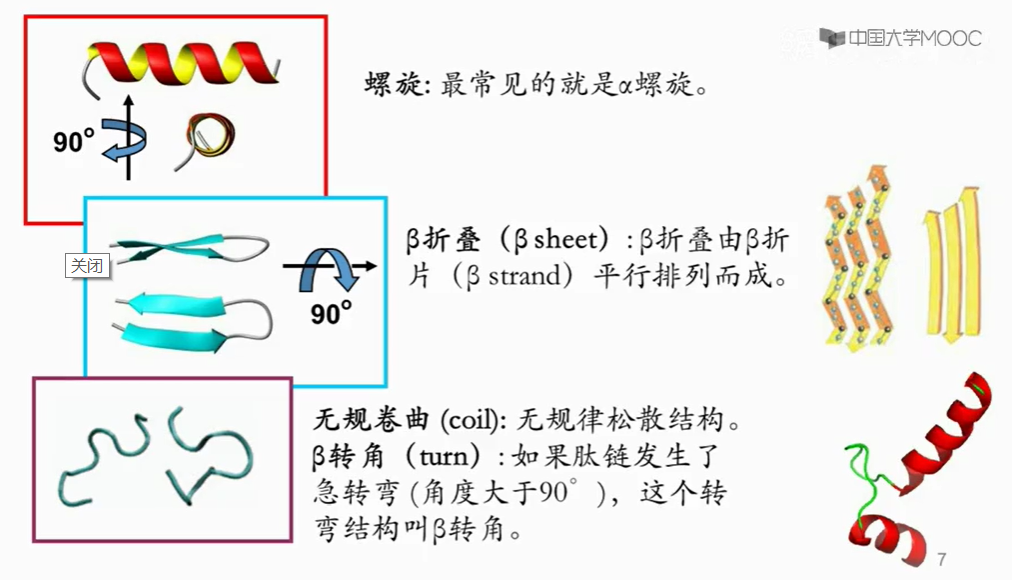 中国大学MOOC
螺旋: 最常见的就是α螺旋。
90°
β折叠（β sheet）: β折叠由β折
片（β strand）平行排列而成。
关闭
90°
无规卷曲 (coil): 无规律松散结构。
β转角（turn）: 如果肽链发生了
急转弯 (角度大于90° )，这个转
弯结构叫β转角。
7